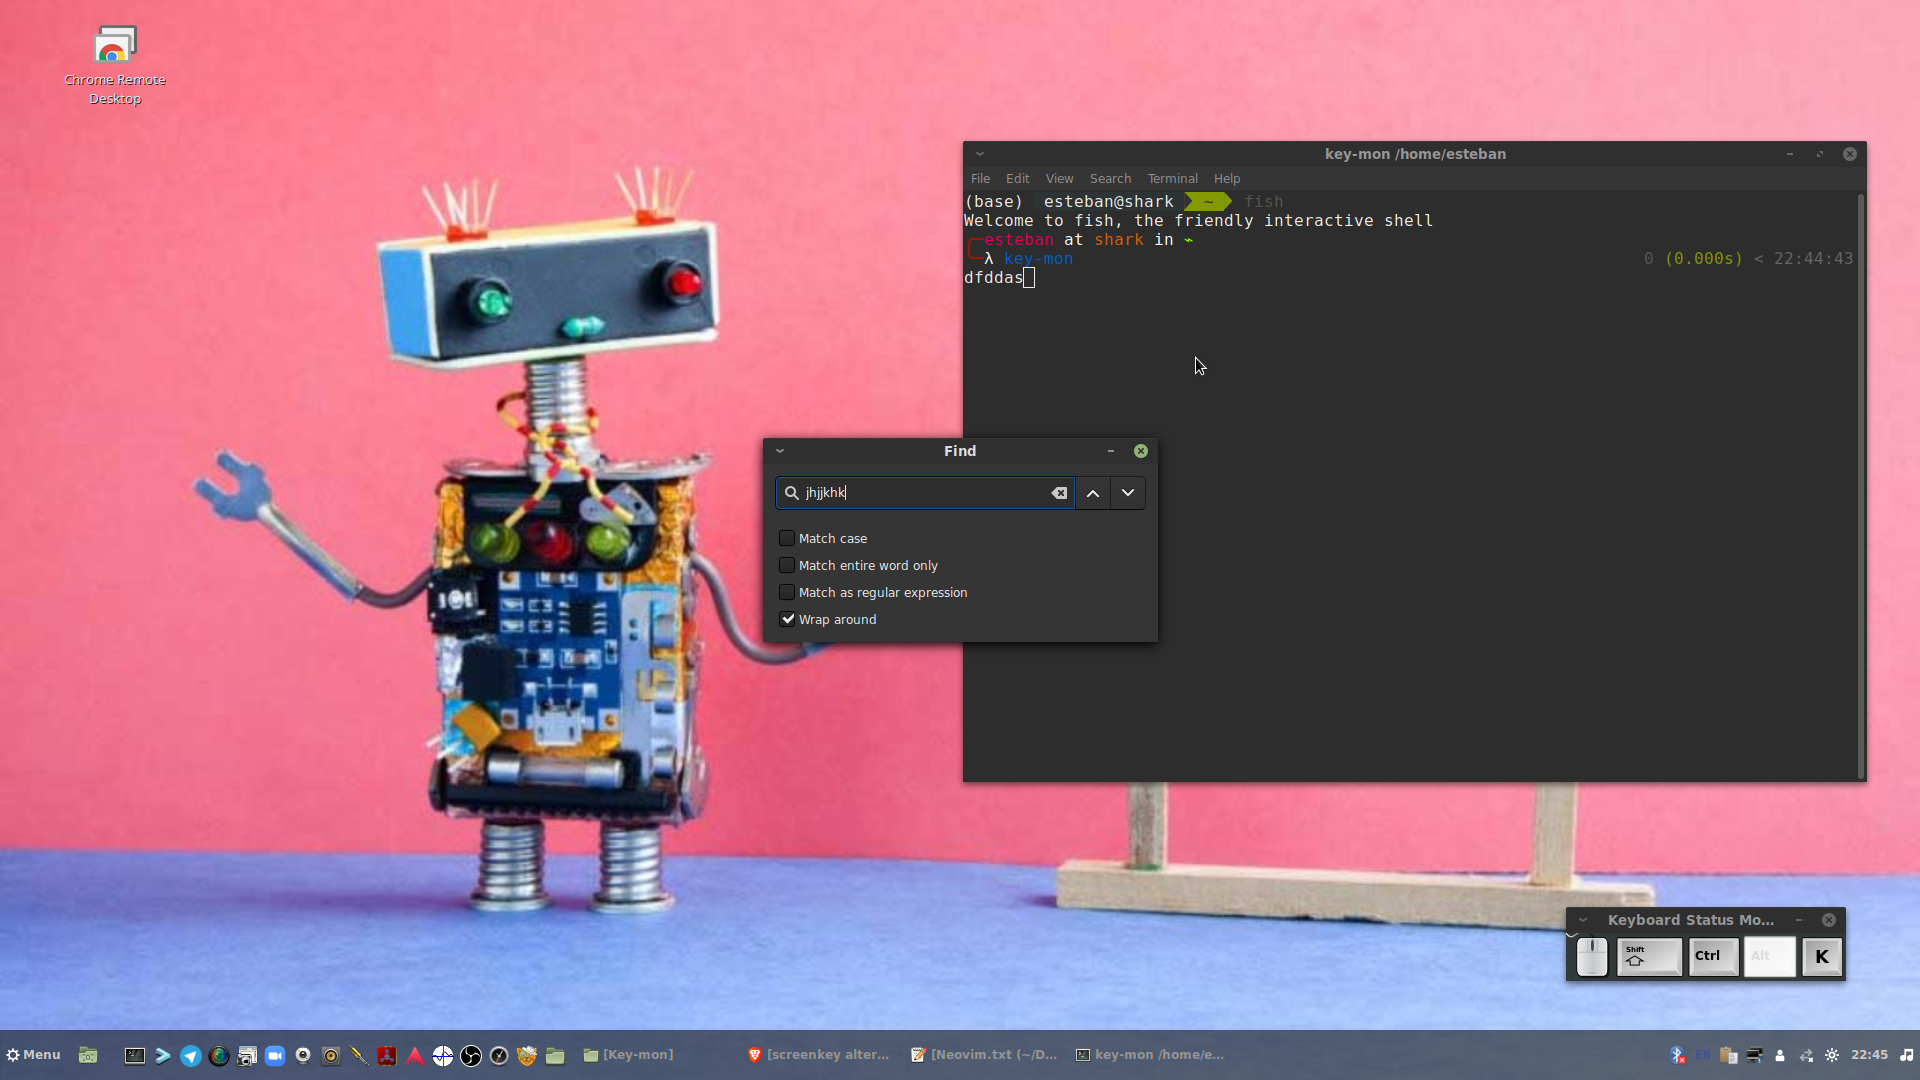 Chrome Remote
Desktop
key-mon /home/esteban
File Edit View Search Terminal Help
(base) esteban@shark ~ fish
Welcome to fish, the friendly interactive shell
esteban at shark in ~
λ key-mon 0 (0.000s) < 22:44:43
dfddas
Find
jhjjkhk
Match case
Match entire word only
Match as regular expression
Wrap around
Keyboard Status Mo...
Shift Ctrl Alt K
Menu [Key-mon] [screenkey alter... [Neovim.txt (~/D... key-mon /home/e... EN 22:45